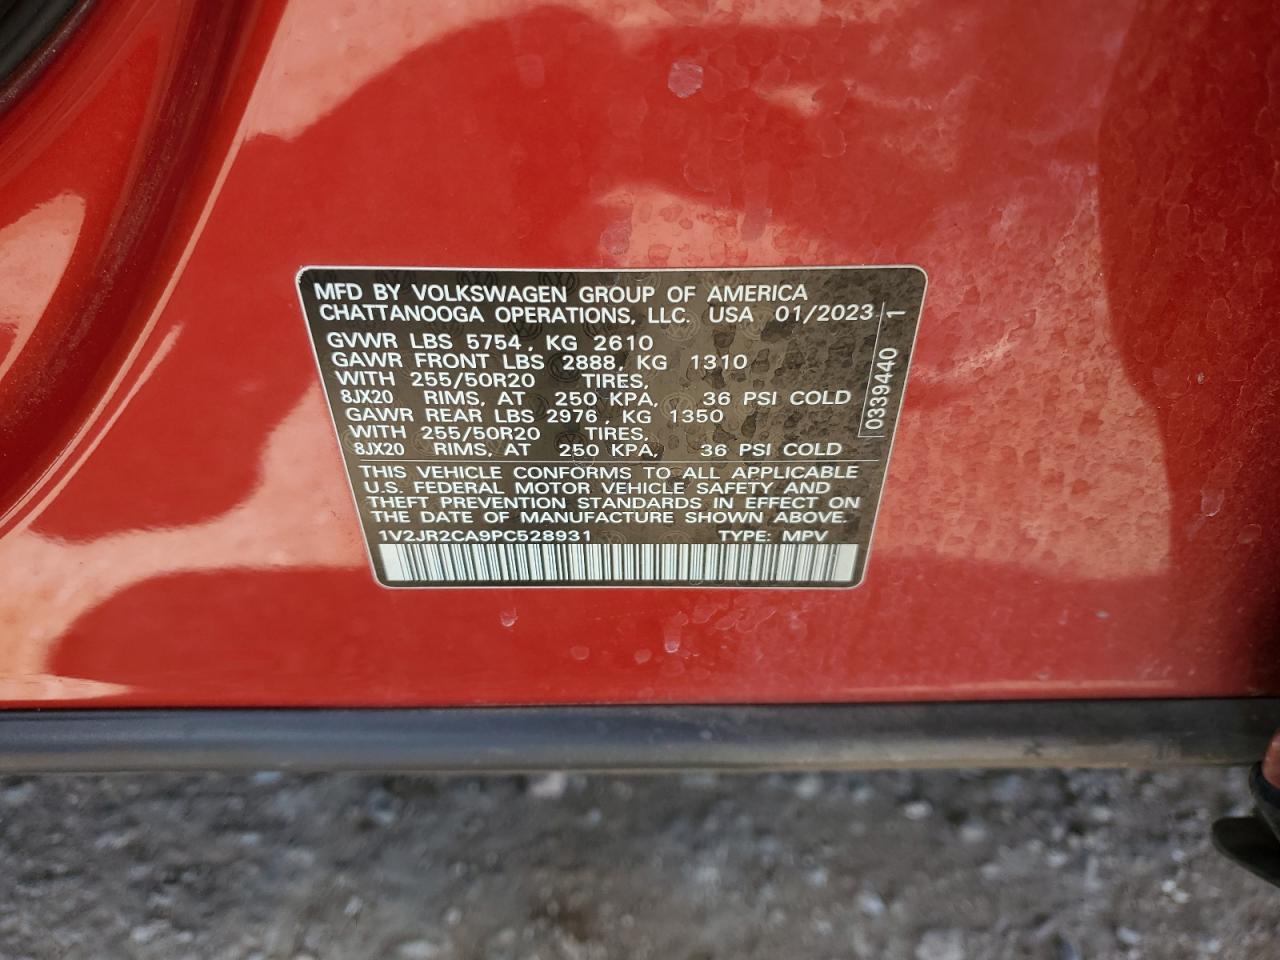 MFD BY VOLKSWAGEN GROUP OF AMERICA
CHATTANOOGA OPERATIONS, LLC. USA 01/2023
GVWR LBS 5754, KG 2610
GAWR FRONT LBS 2888, KG 1310
WITH 255/50R20 TIRES,
8JX20 RIMS, AT 250 KPA, 36 PSI COLD
GAWR REAR LBS 2976, KG 1350
WITH 255/50R20 TIRES,
8JX20 RIMS, AT 250 KPA, 36 PSI COLD
THIS VEHICLE CONFORMS TO ALL APPLICABLE
U.S. FEDERAL MOTOR VEHICLE SAFETY AND
THEFT PREVENTION STANDARDS IN EFFECT ON
THE DATE OF MANUFACTURE SHOWN ABOVE.
1V2JR2CA9PC528931 TYPE: MPV
0339440 1